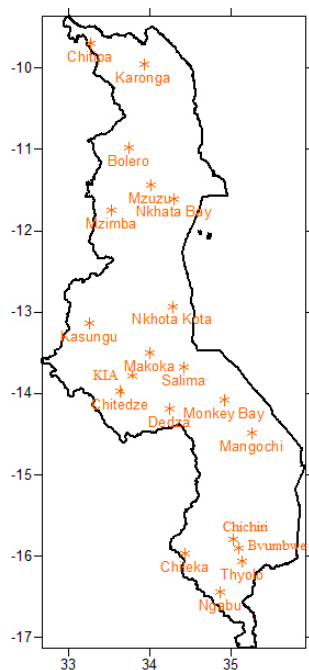 Chitipa
-10
Karonga
-11
Bolero
Mzuzu
Nkhata Bay
Mzimba
-12
-13
Nkhota Kota
Kasungu
Makoka
KIA
Salima
-14
Chitedze
Monkey Bay
Dedza
Mangochi
-15
Chichiri
Bvumbwe
-16
Thyolo
Chileka
Ngabu
-17
33 34 35